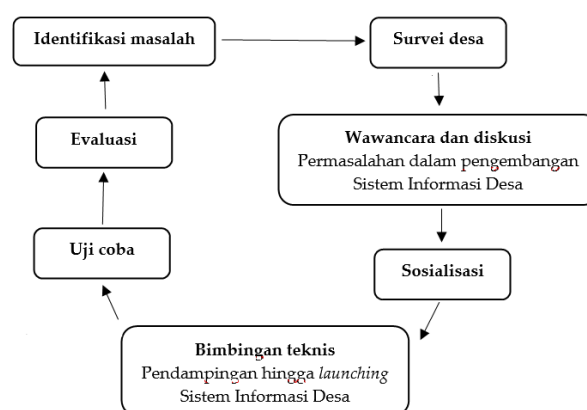 Identifikasi masalah
Survei desa
Wawancara dan diskusi
Permasalahan dalam pengembangan
Sistem Informasi Desa
Sosialisasi
Bimbingan teknis
Pendampingan hingga launching
Sistem Informasi Desa
Uji coba
Evaluasi